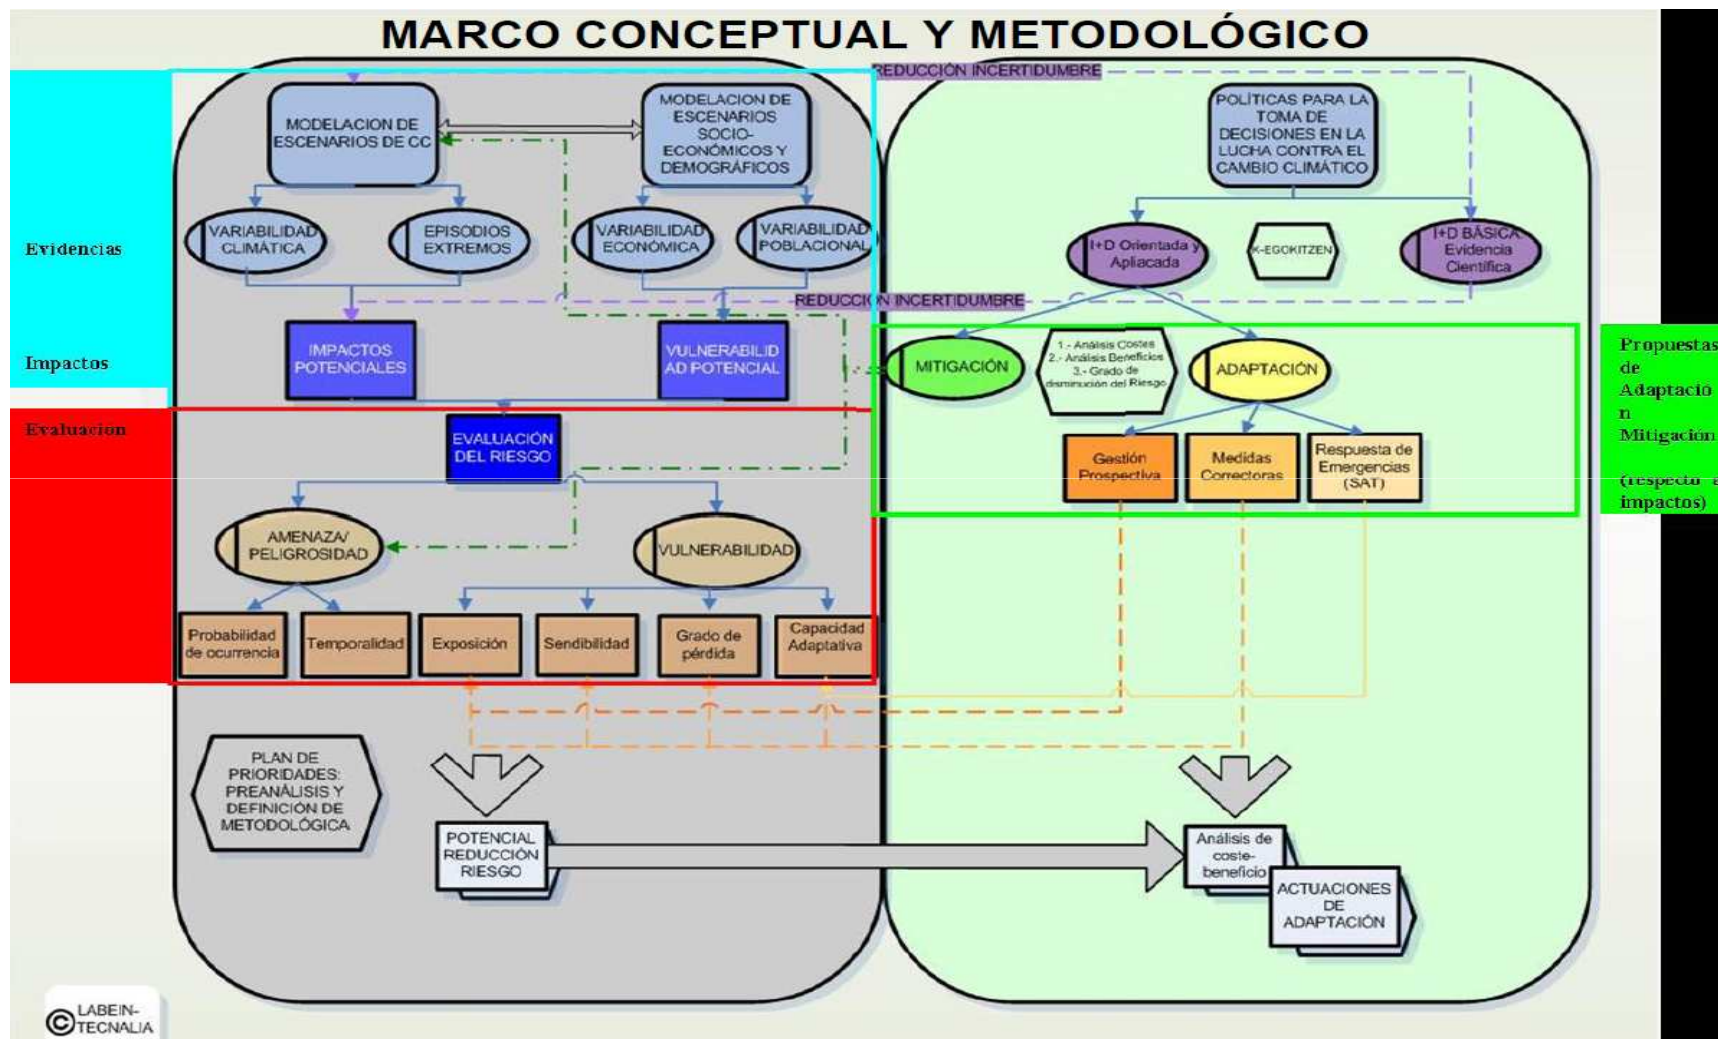 MARCO CONCEPTUAL Y METODOLÓGICO
REDUCCIÓN INCERTIDUMBRE
MODELACION DE
ESCENARIOS DE CC
MODELACION DE
ESCENARIOS
SOCIO-
ECONÓMICOS Y
DEMOGRÁFICOS
POLÍTICAS PARA LA
TOMA DE
DECISIONES EN LA
LUCHA CONTRA EL
CAMBIO CLIMÁTICO
Evidencias
VARIABILIDAD
CLIMÁTICA
EPISODIOS
EXTREMOS
VARIABILIDAD
ECONÓMICA
VARIABILIDAD
POBLACIONAL
I+D Orientada y
Apliacada
K-EGOKITZEN
I+D BÁSICA
Evidencia
Científica
REDUCCIÓN INCERTIDUMBRE
Impactos
IMPACTOS
POTENCIALES
VULNERABILID
AD POTENCIAL
MITIGACIÓN
1.- Análisis Costes
2.- Análisis Beneficios
3.- Grado de
disminución del Riesgo
ADAPTACIÓN
Propuestas
de
Adaptació
n
Mitigación
(respecto a
impactos)
Evaluación
EVALUACIÓN
DEL RIESGO
Gestión
Prospectiva
Medidas
Correctoras
Respuesta de
Emergencias
(SAT)
AMENAZA/
PELIGROSIDAD
VULNERABILIDAD
Probabilidad
de ocurrencia
Temporalidad
Exposición
Sendibilidad
Grado de
pérdida
Capacidad
Adaptativa
PLAN DE
PRIORIDADES:
PREANÁLISIS Y
DEFINICIÓN DE
METODOLÓGICA
POTENCIAL
REDUCCIÓN
RIESGO
Análisis de
coste-
beneficio
ACTUACIONES
DE
ADAPTACIÓN
© LABEIN-
TECNALIA